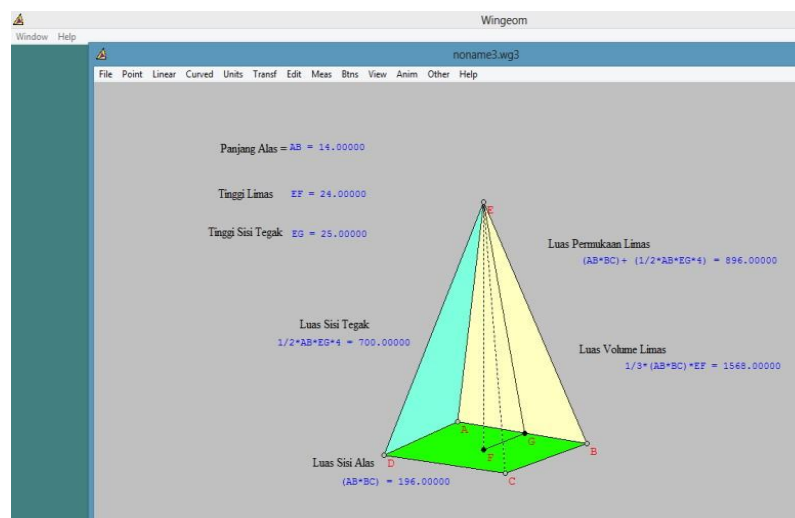 Wingeom
Window Help
noname3.wg3
File Point Linear Curved Units Transf Edit Meas Btns View Anim Other Help
Panjang Alas = AB = 14.00000
Tinggi Limas EF = 24.00000
Tinggi Sisi Tegak EG = 25.00000
E
Luas Permukaan Limas
(AB*BC)+ (1/2*AB*EG*4) = 896.00000
Luas Sisi Tegak
1/2*AB*EG*4 = 700.00000
Luas Volume Limas
1/3*(AB*BC)*EF = 1568.00000
A
G
B
F
D
C
Luas Sisi Alas
(AB*BC) = 196.00000